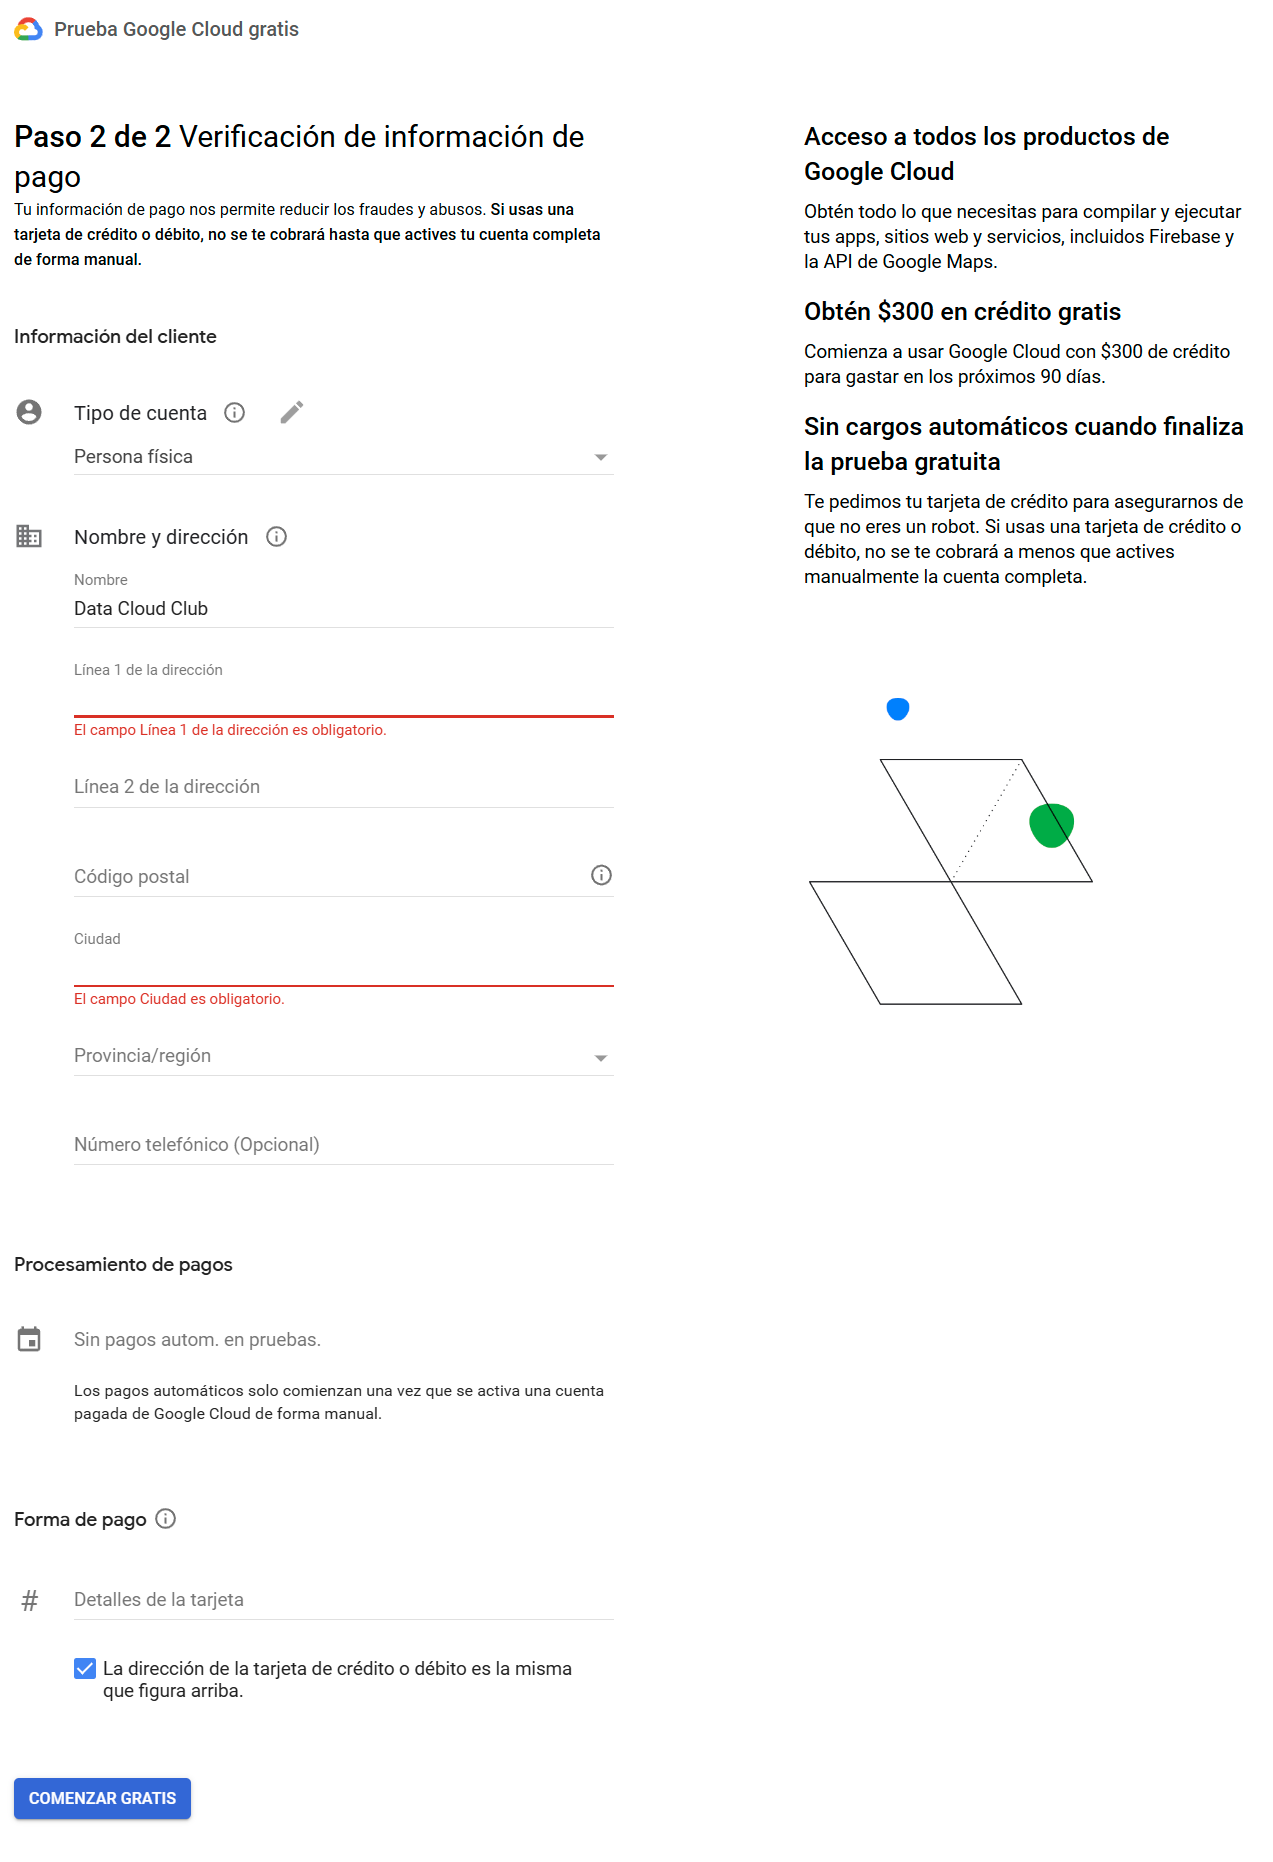 Prueba Google Cloud gratis
Paso 2 de 2 Verificación de información de
pago
Tu información de pago nos permite reducir los fraudes y abusos. Si usas una
tarjeta de crédito o débito, no se te cobrará hasta que actives tu cuenta completa
de forma manual.
Información del cliente
Tipo de cuenta
Persona física
Nombre y dirección
Nombre
Data Cloud Club
Línea 1 de la dirección
El campo Línea 1 de la dirección es obligatorio.
Línea 2 de la dirección
Código postal
Ciudad
El campo Ciudad es obligatorio.
Provincia/región
Número telefónico (Opcional)
Procesamiento de pagos
Sin pagos autom. en pruebas.
Los pagos automáticos solo comienzan una vez que se activa una cuenta
pagada de Google Cloud de forma manual.
Forma de pago
# Detalles de la tarjeta
La dirección de la tarjeta de crédito o débito es la misma
que figura arriba.
COMENZAR GRATIS
Acceso a todos los productos de
Google Cloud
Obtén todo lo que necesitas para compilar y ejecutar
tus apps, sitios web y servicios, incluidos Firebase y
la API de Google Maps.
Obtén $300 en crédito gratis
Comienza a usar Google Cloud con $300 de crédito
para gastar en los próximos 90 días.
Sin cargos automáticos cuando finaliza
la prueba gratuita
Te pedimos tu tarjeta de crédito para asegurarnos de
que no eres un robot. Si usas una tarjeta de crédito o
débito, no se te cobrará a menos que actives
manualmente la cuenta completa.